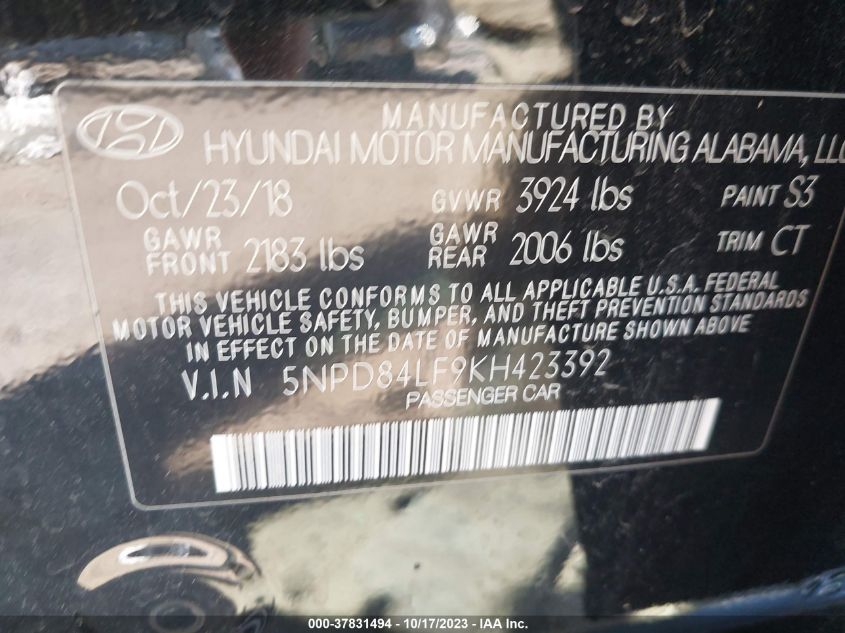 MANUFACTURED BY
HYUNDAI MOTOR MANUFACTURING ALABAMA, LLC
Oct/23/18 GVWR 3924 lbs PAINT S3
GAWR FRONT 2183 lbs GAWR REAR 2006 lbs TRIM CT
THIS VEHICLE CONFORMS TO ALL APPLICABLE U.S.A. FEDERAL
MOTOR VEHICLE SAFETY, BUMPER, AND THEFT PREVENTION STANDARDS
IN EFFECT ON THE DATE OF MANUFACTURE SHOWN ABOVE
V.I.N 5NPD84LF9KH423392
PASSENGER CAR
000-37831494 - 10/17/2023 - IAA Inc.